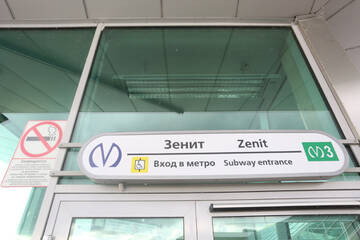 Зенит Zenit
Вход в метро Subway entrance
3